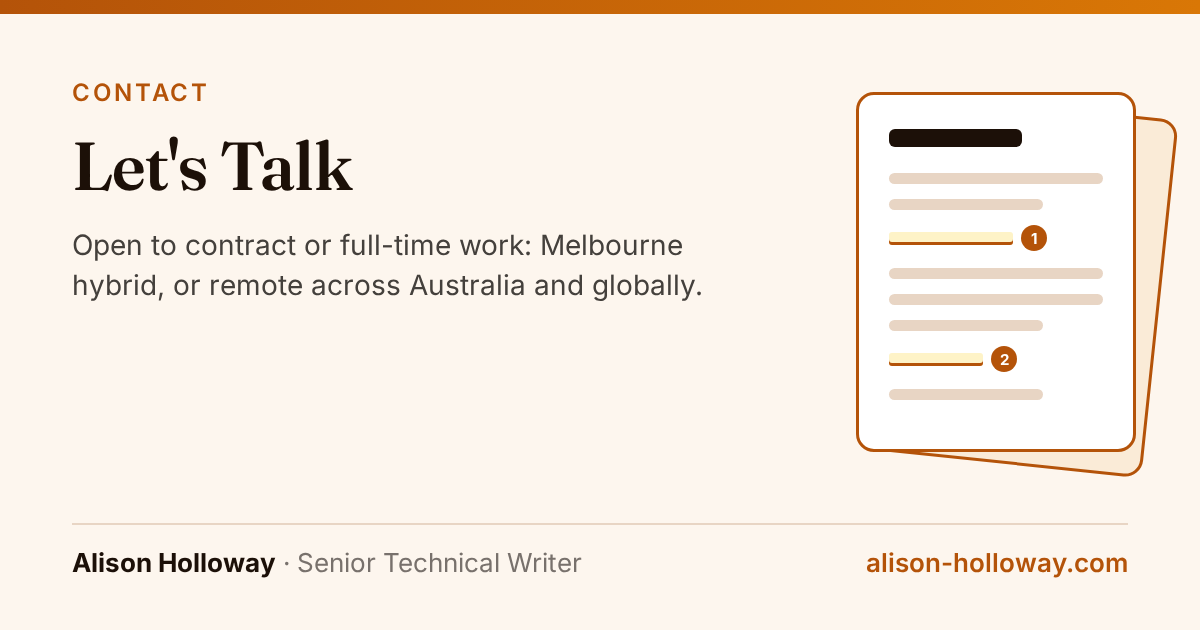 CONTACT
Let's Talk
Open to contract or full-time work: Melbourne
hybrid, or remote across Australia and globally.
1
2
Alison Holloway · Senior Technical Writer
alison-holloway.com